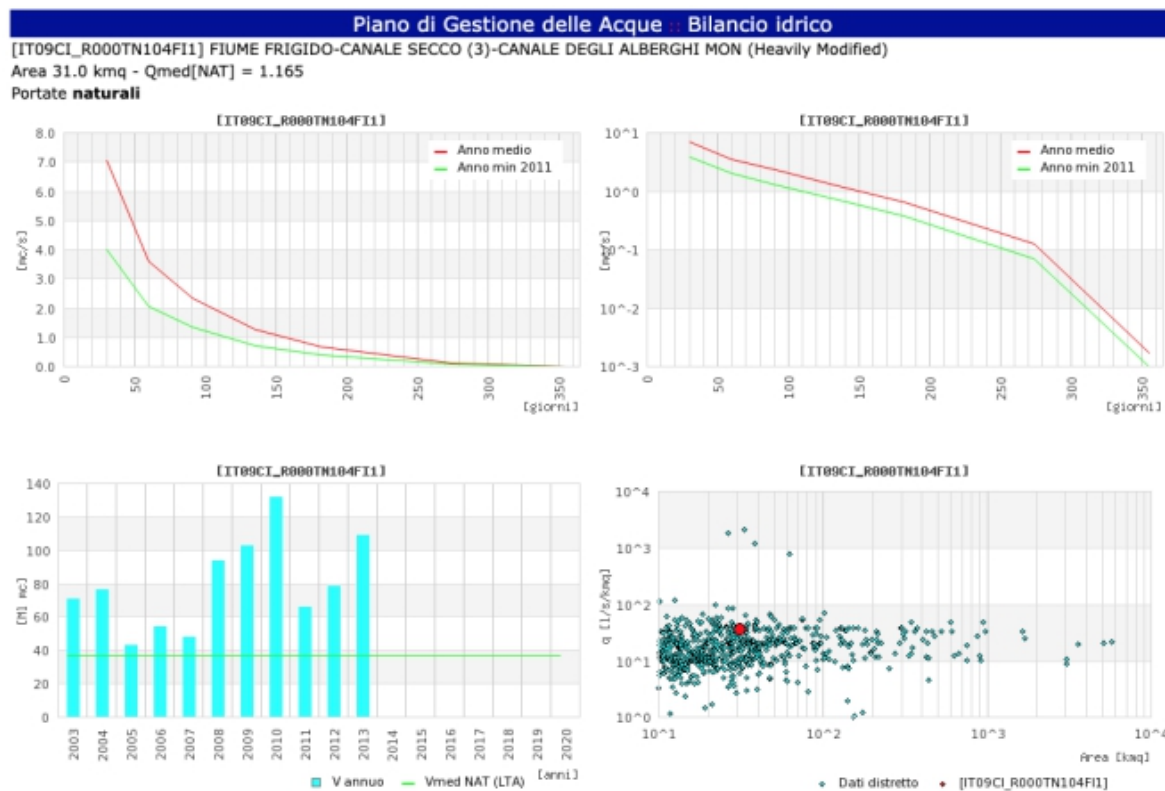 Piano di Gestione delle Acque :: Bilancio idrico
[IT09CI_R000TN104FI1] FIUME FRIGIDO-CANALE SECCO (3)-CANALE DEGLI ALBERGHI MON (Heavily Modified)
Area 31.0 kmq - Qmed[NAT] = 1.165
Portate naturali
[IT09CI_R000TN104FI1]
8.0
7.0
6.0
5.0
4.0
3.0
2.0
1.0
0.0
[mc/s]
Anno medio
Anno min 2011
0 50 100 150 200 250 300 350
[giorni]
[IT09CI_R000TN104FI1]
10^1
10^0
10^-1
10^-2
10^-3
[mc/s]
Anno medio
Anno min 2011
0 50 100 150 200 250 300 350
[giorni]
[IT09CI_R000TN104FI1]
140
120
100
80
60
40
20
0
[Ml mc]
2003 2004 2005 2006 2007 2008 2009 2010 2011 2012 2013 2014 2015 2016 2017 2018 2019 2020
[anni]
V annuo Vmed NAT (LTA)
[IT09CI_R000TN104FI1]
10^4
10^3
10^2
10^1
10^0
q [l/s/kmq]
10^1 10^2 10^3 10^4
Area [kmq]
Dati distretto [IT09CI_R000TN104FI1]